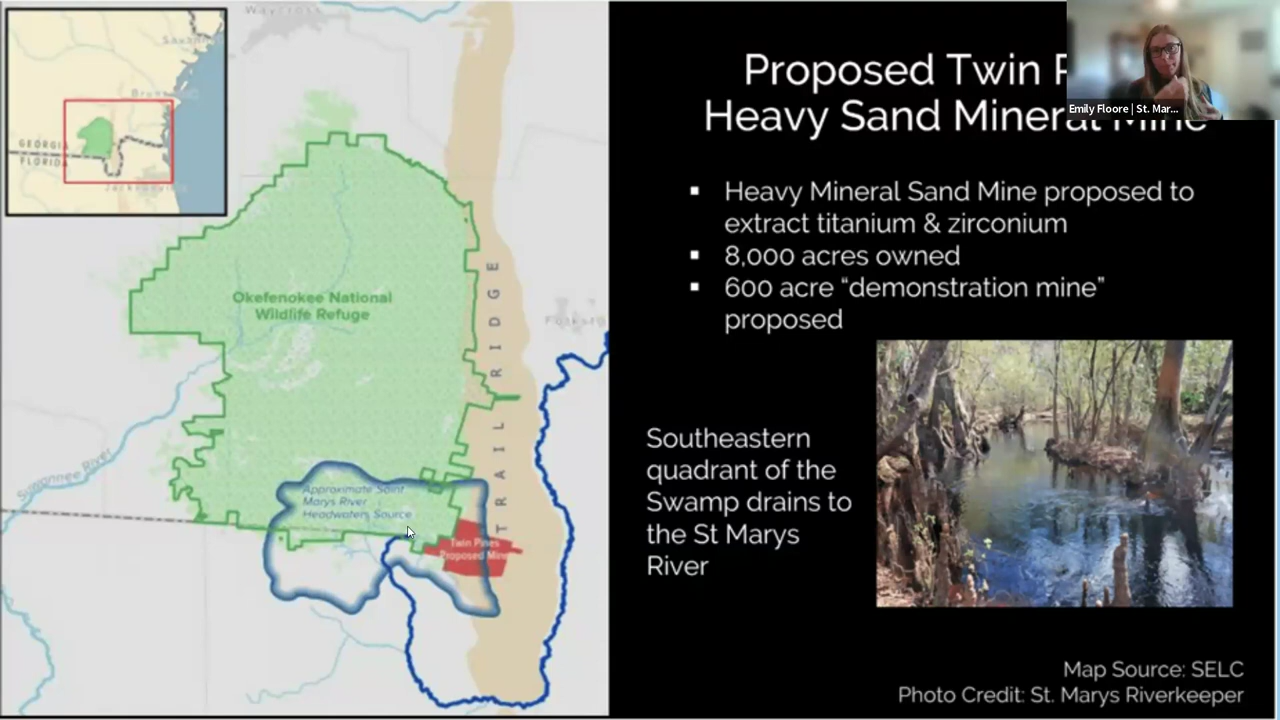 Waycross
Savannah
GEORGIA
FLORIDA
Jacksonville
Okefenokee National
Wildlife Refuge
TRAIL RIDGE
Suwannee River
Approximate Saint
Marys River
Headwaters Source
Twin Pines
Proposed Mine
Proposed Twin
Heavy Sand Mineral Mine
Emily Floore | St. Mar...
▪ Heavy Mineral Sand Mine proposed to
extract titanium & zirconium
▪ 8,000 acres owned
▪ 600 acre “demonstration mine”
proposed
Southeastern
quadrant of the
Swamp drains to
the St Marys
River
Map Source: SELC
Photo Credit: St. Marys Riverkeeper